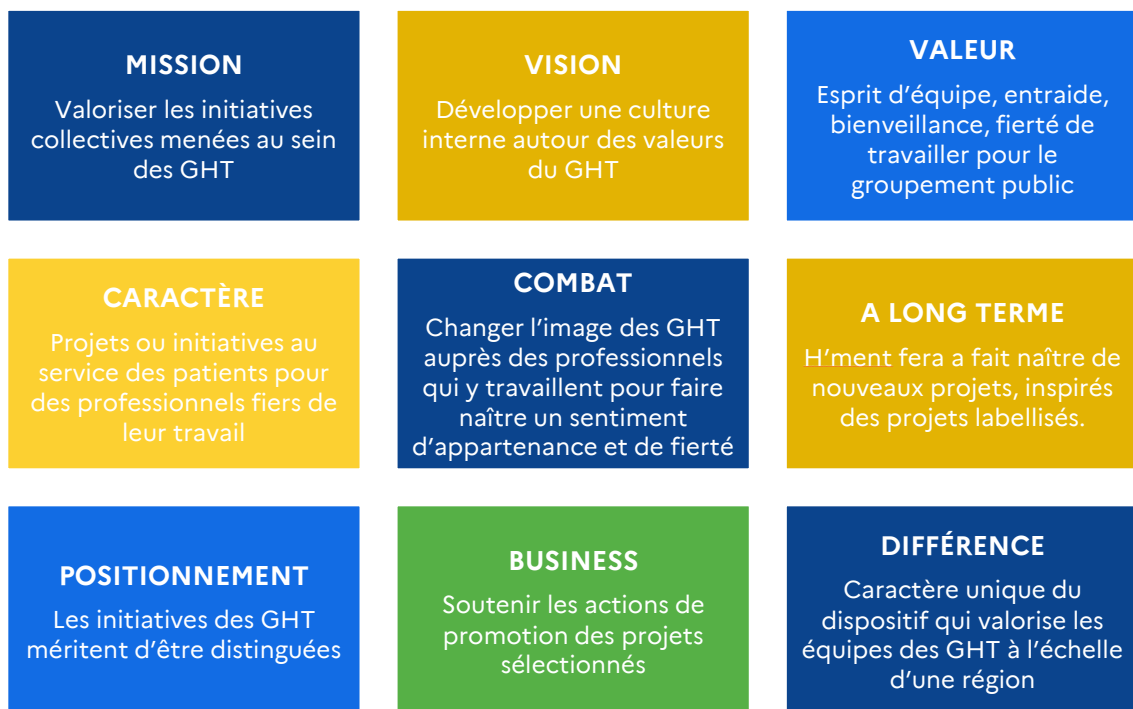 MISSION
Valoriser les initiatives
collectives menées au sein
des GHT
VISION
Développer une culture
interne autour des valeurs
du GHT
VALEUR
Esprit d’équipe, entraide,
bienveillance, fierté de
travailler pour le
groupement public
CARACTÈRE
Projets ou initiatives au
service des patients pour
des professionnels fiers de
leur travail
COMBAT
Changer l’image des GHT
auprès des professionnels
qui y travaillent pour faire
naître un sentiment
d’appartenance et de fierté
A LONG TERME
H’ment fera a fait naître de
nouveaux projets, inspirés
des projets labellisés.
POSITIONNEMENT
Les initiatives des GHT
méritent d’être distinguées
BUSINESS
Soutenir les actions de
promotion des projets
sélectionnés
DIFFÉRENCE
Caractère unique du
dispositif qui valorise les
équipes des GHT à l’échelle
d’une région